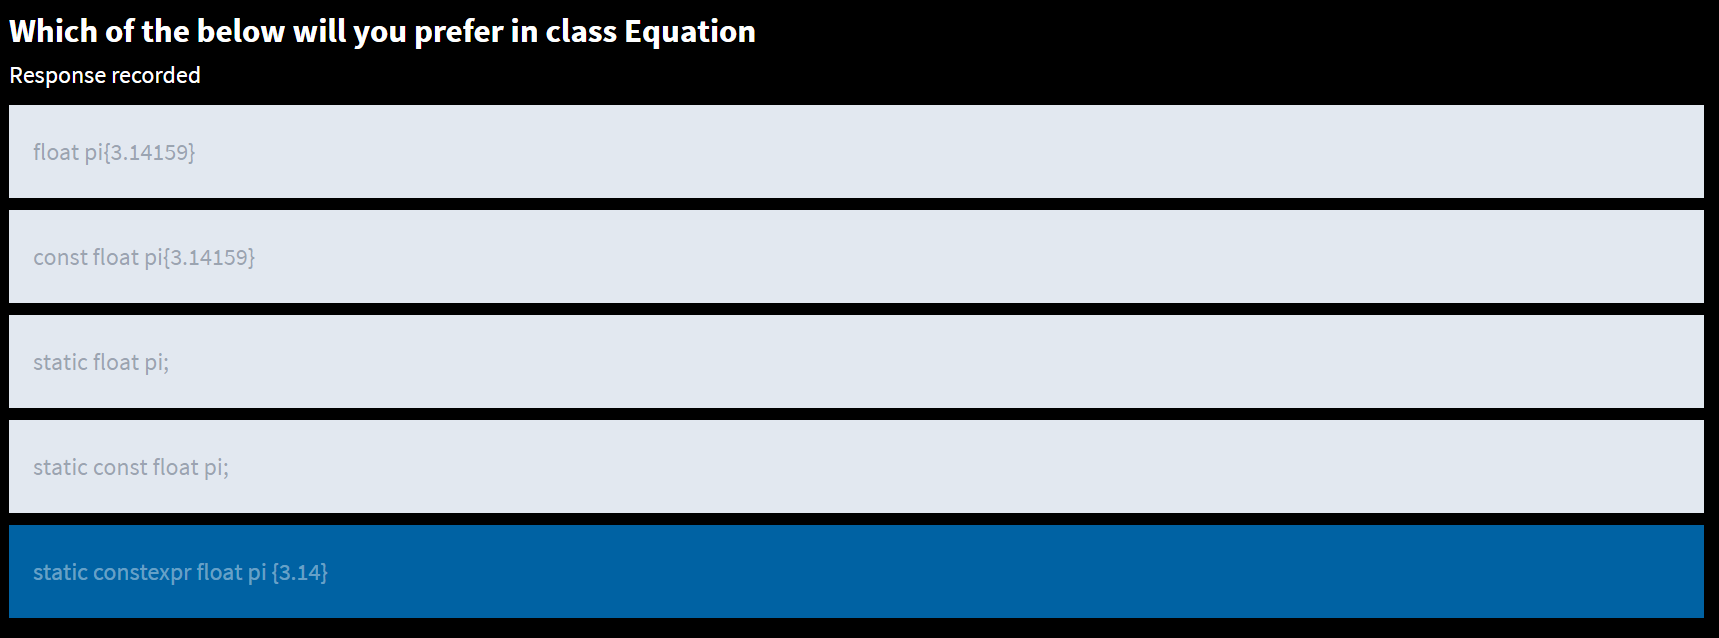 Which of the below will you prefer in class Equation
Response recorded
float pi{3.14159}
const float pi{3.14159}
static float pi;
static const float pi;
static constexpr float pi {3.14}